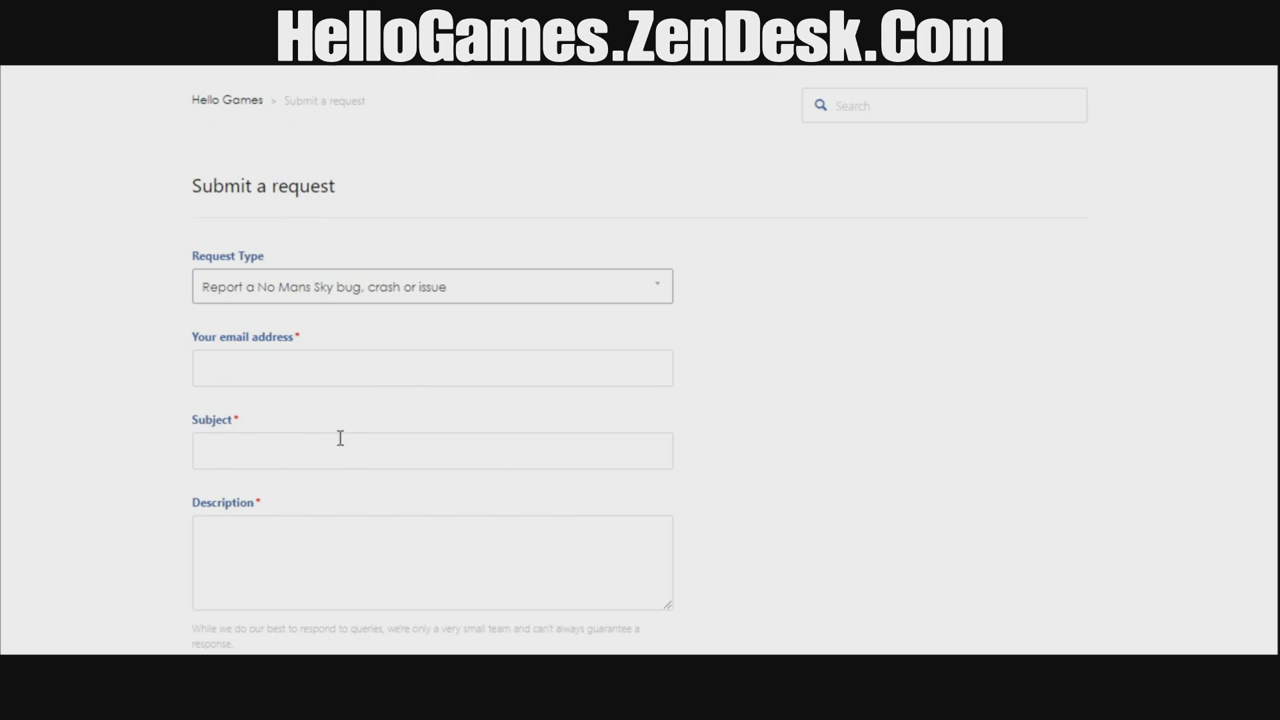 HelloGames.ZenDesk.Com
Hello Games > Submit a request
Search
Submit a request
Request Type
Report a No Mans Sky bug, crash or issue
Your email address*
Subject*
Description*
While we do our best to respond to queries, we're only a very small team and can't always guarantee a
response.